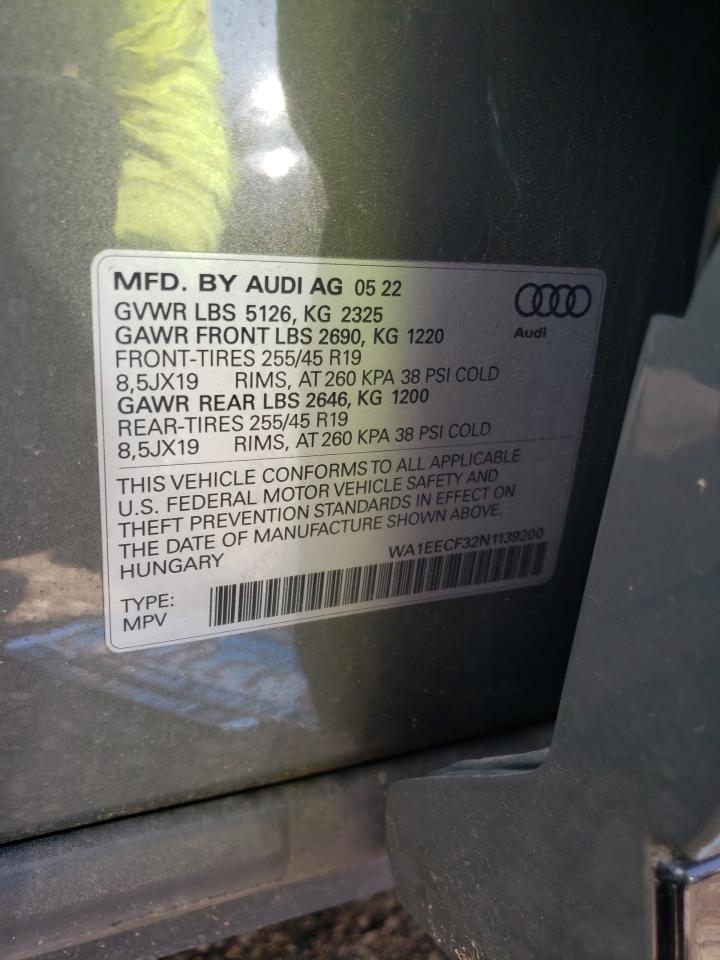 MFD. BY AUDI AG 05 22
GVWR LBS 5126, KG 2325
GAWR FRONT LBS 2690, KG 1220
FRONT-TIRES 255/45 R19
8,5JX19 RIMS, AT 260 KPA 38 PSI COLD
GAWR REAR LBS 2646, KG 1200
REAR-TIRES 255/45 R19
8,5JX19 RIMS, AT 260 KPA 38 PSI COLD
Audi
THIS VEHICLE CONFORMS TO ALL APPLICABLE
U.S. FEDERAL MOTOR VEHICLE SAFETY AND
THEFT PREVENTION STANDARDS IN EFFECT ON
THE DATE OF MANUFACTURE SHOWN ABOVE.
HUNGARY
WA1EECF32N1139200
TYPE:
MPV